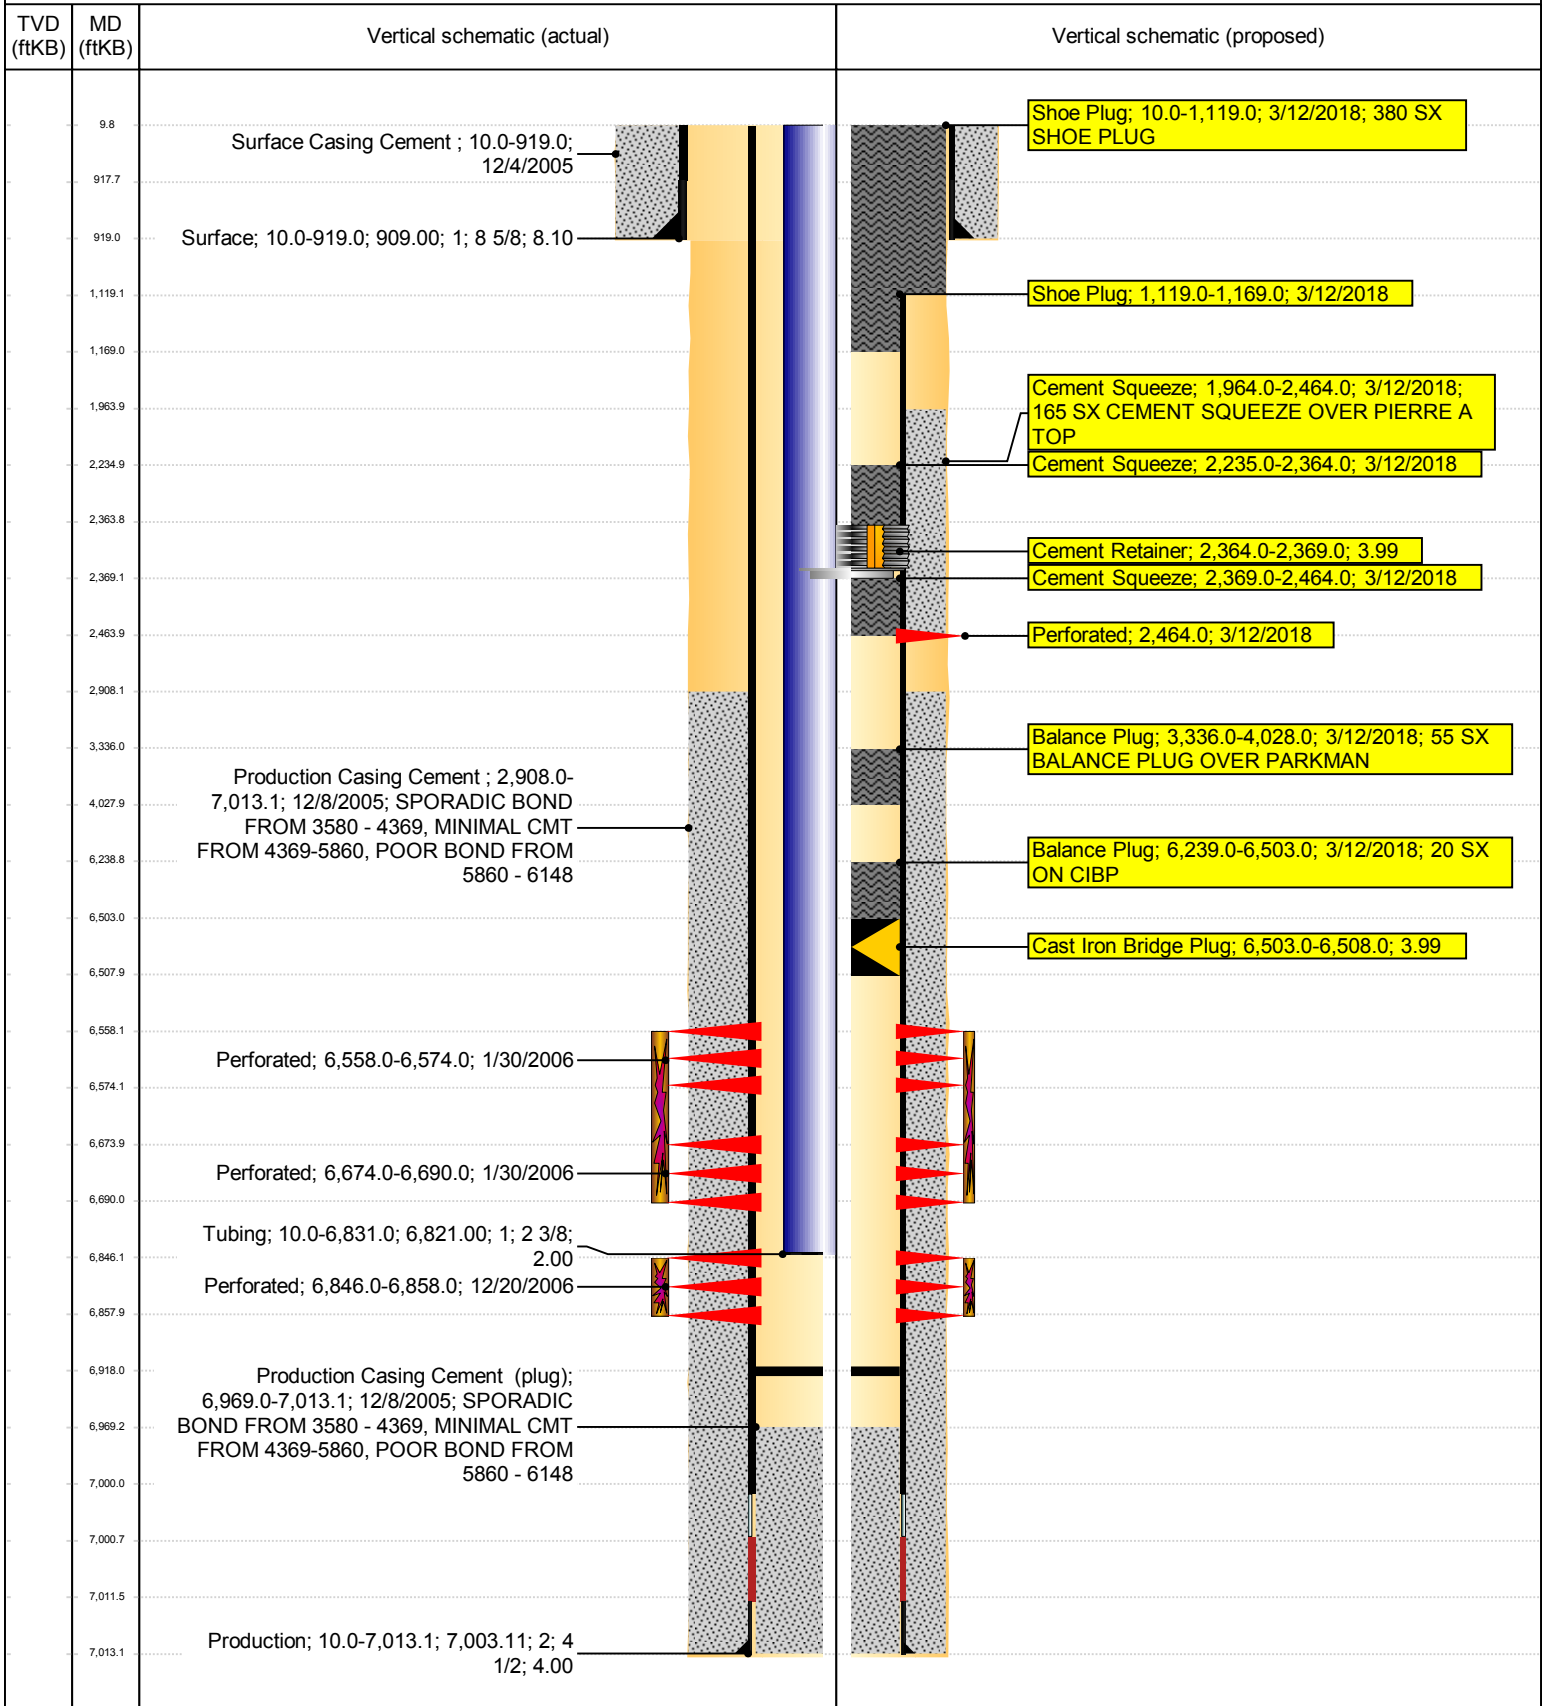 TVD (ftKB)
MD (ftKB)
Vertical schematic (actual)
Vertical schematic (proposed)
9.8
917.7
919.0
1,119.1
1,169.0
1,963.9
2,234.9
2,363.8
2,369.1
2,463.9
2,908.1
3,336.0
4,027.9
6,238.8
6,503.0
6,507.9
6,558.1
6,574.1
6,673.9
6,690.0
6,846.1
6,857.9
6,918.0
6,969.2
7,000.0
7,000.7
7,011.5
7,013.1
Surface Casing Cement ; 10.0-919.0;
12/4/2005
Surface; 10.0-919.0; 909.00; 1; 8 5/8; 8.10
Production Casing Cement ; 2,908.0-
7,013.1; 12/8/2005; SPORADIC BOND
FROM 3580 - 4369, MINIMAL CMT
FROM 4369-5860, POOR BOND FROM
5860 - 6148
Perforated; 6,558.0-6,574.0; 1/30/2006
Perforated; 6,674.0-6,690.0; 1/30/2006
Tubing; 10.0-6,831.0; 6,821.00; 1; 2 3/8;
2.00
Perforated; 6,846.0-6,858.0; 12/20/2006
Production Casing Cement (plug);
6,969.0-7,013.1; 12/8/2005; SPORADIC
BOND FROM 3580 - 4369, MINIMAL CMT
FROM 4369-5860, POOR BOND FROM
5860 - 6148
Production; 10.0-7,013.1; 7,003.11; 2; 4
1/2; 4.00
Shoe Plug; 10.0-1,119.0; 3/12/2018; 380 SX
SHOE PLUG
Shoe Plug; 1,119.0-1,169.0; 3/12/2018
Cement Squeeze; 1,964.0-2,464.0; 3/12/2018;
165 SX CEMENT SQUEEZE OVER PIERRE A
TOP
Cement Squeeze; 2,235.0-2,364.0; 3/12/2018
Cement Retainer; 2,364.0-2,369.0; 3.99
Cement Squeeze; 2,369.0-2,464.0; 3/12/2018
Perforated; 2,464.0; 3/12/2018
Balance Plug; 3,336.0-4,028.0; 3/12/2018; 55 SX
BALANCE PLUG OVER PARKMAN
Balance Plug; 6,239.0-6,503.0; 3/12/2018; 20 SX
ON CIBP
Cast Iron Bridge Plug; 6,503.0-6,508.0; 3.99